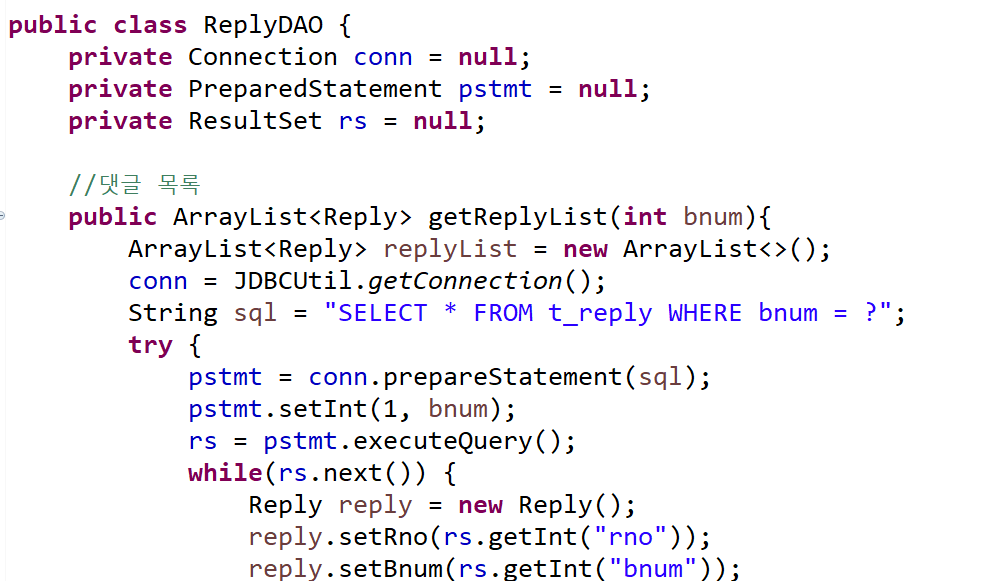 public class ReplyDAO {
    private Connection conn = null;
    private PreparedStatement pstmt = null;
    private ResultSet rs = null;

    //댓글 목록
    public ArrayList<Reply> getReplyList(int bnum){
        ArrayList<Reply> replyList = new ArrayList<>();
        conn = JDBCUtil.getConnection();
        String sql = "SELECT * FROM t_reply WHERE bnum = ?";
        try {
            pstmt = conn.prepareStatement(sql);
            pstmt.setInt(1, bnum);
            rs = pstmt.executeQuery();
            while(rs.next()) {
                Reply reply = new Reply();
                reply.setRno(rs.getInt("rno"));
                reply.setBnum(rs.getInt("bnum"));